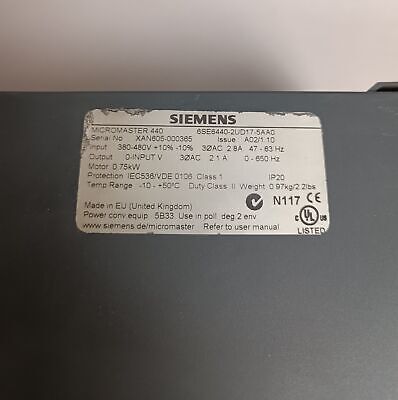 SIEMENS
MICROMASTER 440 6SE6440-2UD17-5AA0
Serial No XAN605-000365 Issue A02/1.10
Input 380-480V +10% -10% 3ØAC 2.8A 47 - 63 Hz
Output 0-INPUT V 3ØAC 2.1 A 0 - 650 Hz
Motor 0.75kW
Protection IEC536/VDE 0106 Class 1 IP20
Temp Range -10 - +50°C Duty Class II Weight 0.97kg/2.2lbs
Made in EU (United Kingdom) N117 CE
Power conv equip 5B33 Use in poll deg 2 env C UL US
www.siemens.de/micromaster Refer to user manual LISTED